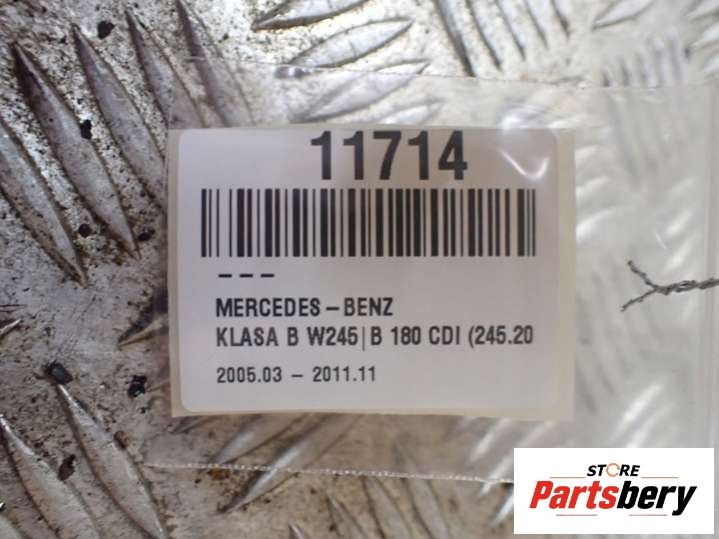 11714
---
MERCEDES-BENZ
KLASA B W245|B 180 CDI (245.20
2005.03 - 2011.11
STORE
Partsbery